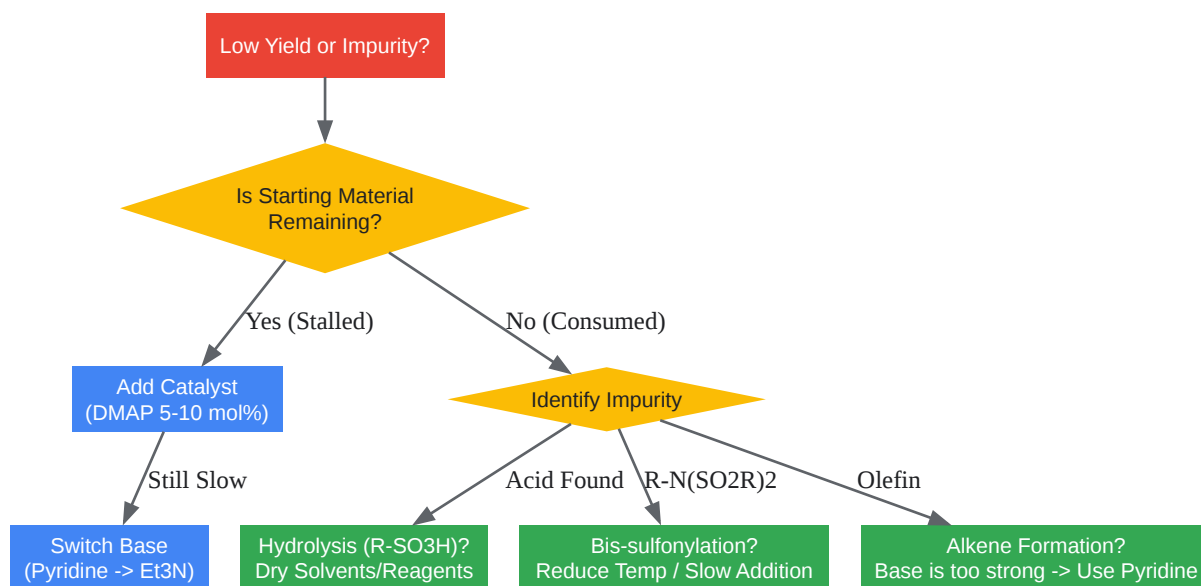 Low Yield or Impurity?
Is Starting Material
Remaining?
Yes (Stalled)
No (Consumed)
Add Catalyst
(DMAP 5-10 mol%)
Identify Impurity
Still Slow
Acid Found
R-N(SO2R)2
Olefin
Switch Base
(Pyridine -> Et3N)
Hydrolysis (R-SO3H)?
Dry Solvents/Reagents
Bis-sulfonylation?
Reduce Temp / Slow Addition
Alkene Formation?
Base is too strong -> Use Pyridine